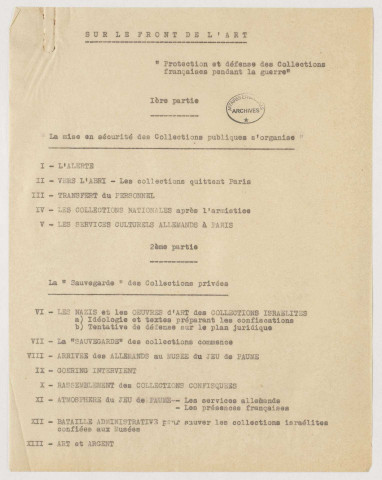 SUR LE FRONT DE L'ART
" Protection et défense des Collections
françaises pendant la guerre"
1ère partie
ARCHIVES
"La mise en sécurité des Collections publiques s'organise"
I - L'ALERTE
II - VERS L'ABRI - Les collections quittent Paris
III - TRANSFERT du PERSONNEL
IV - LES COLLECTIONS NATIONALES après l'armistice
V - LES SERVICES CULTURELS ALLEMANDS à PARIS
2ème partie
La " Sauvegarde " des Collections privées
VI - LES NAZIS et les OEUVRES d'ART des COLLECTIONS ISRAELITES
a) Idéologie et textes préparant les confiscations
b) Tentative de défense sur le plan juridique
VII - La "SAUVEGARDE" des collections commence
VIII - ARRIVEE des ALLEMANDS au MUSEE du JEU de PAUME
IX - GOERING INTERVIENT
X - RASSEMBLEMENT des COLLECTIONS CONFISQUEES
XI - ATMOSPHERE du JEU de PAUME - Les services allemands
- Les présences françaises
XII - BATAILLE ADMINISTRATIVE pour sauver les collections israélites
confiées aux Musées
XIII - ART et ARGENT